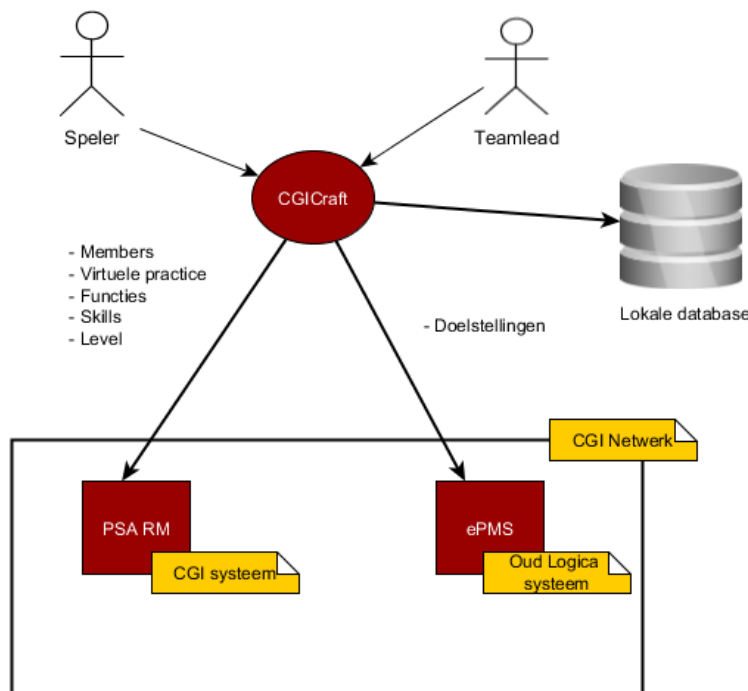 Speler
Teamlead
CGICraft
- Members
- Virtuele practice
- Functies
- Skills
- Level
- Doelstellingen
Lokale database
CGI Netwerk
PSA RM
CGI systeem
ePMS
Oud Logica
systeem